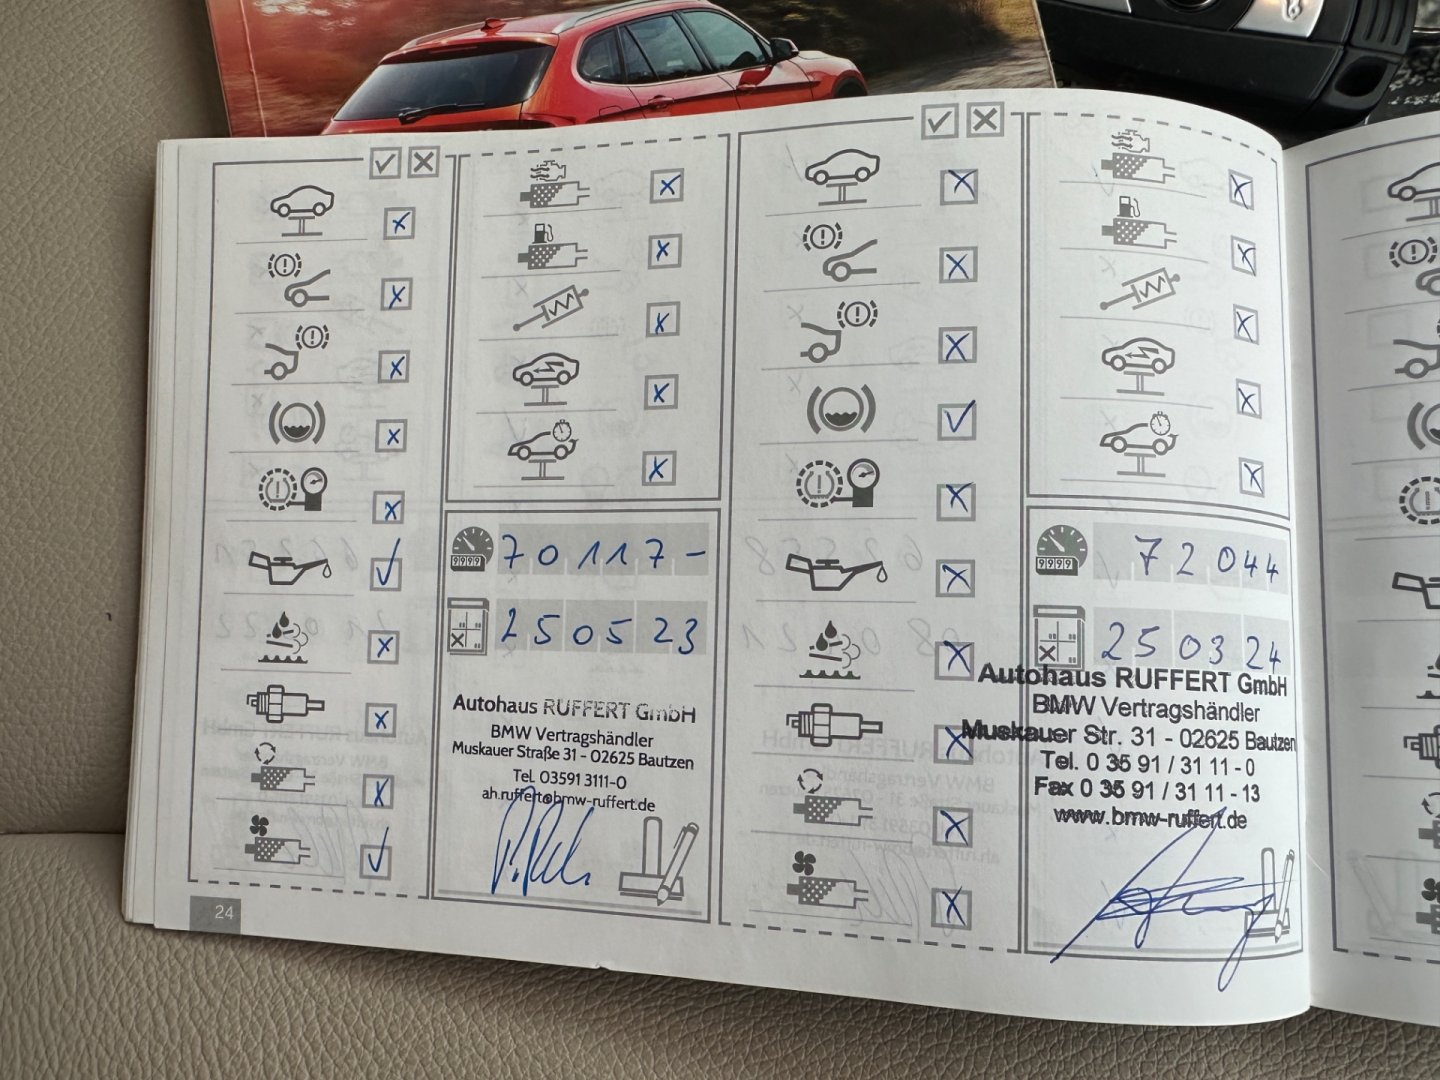 70117-
9999
250523
Autohaus RUFFERT GmbH
BMW Vertragshändler
Muskauer Straße 31 - 02625 Bautzen
Tel. 03591 3111-0
ah.ruffert@bmw-ruffert.de
24
72044
9999
250324
Autohaus RUFFERT GmbH
BMW Vertragshändler
Muskauer Str. 31 - 02625 Bautzen
Tel. 0 35 91 / 31 11 - 0
Fax 0 35 91 / 31 11 - 13
www.bmw-ruffert.de